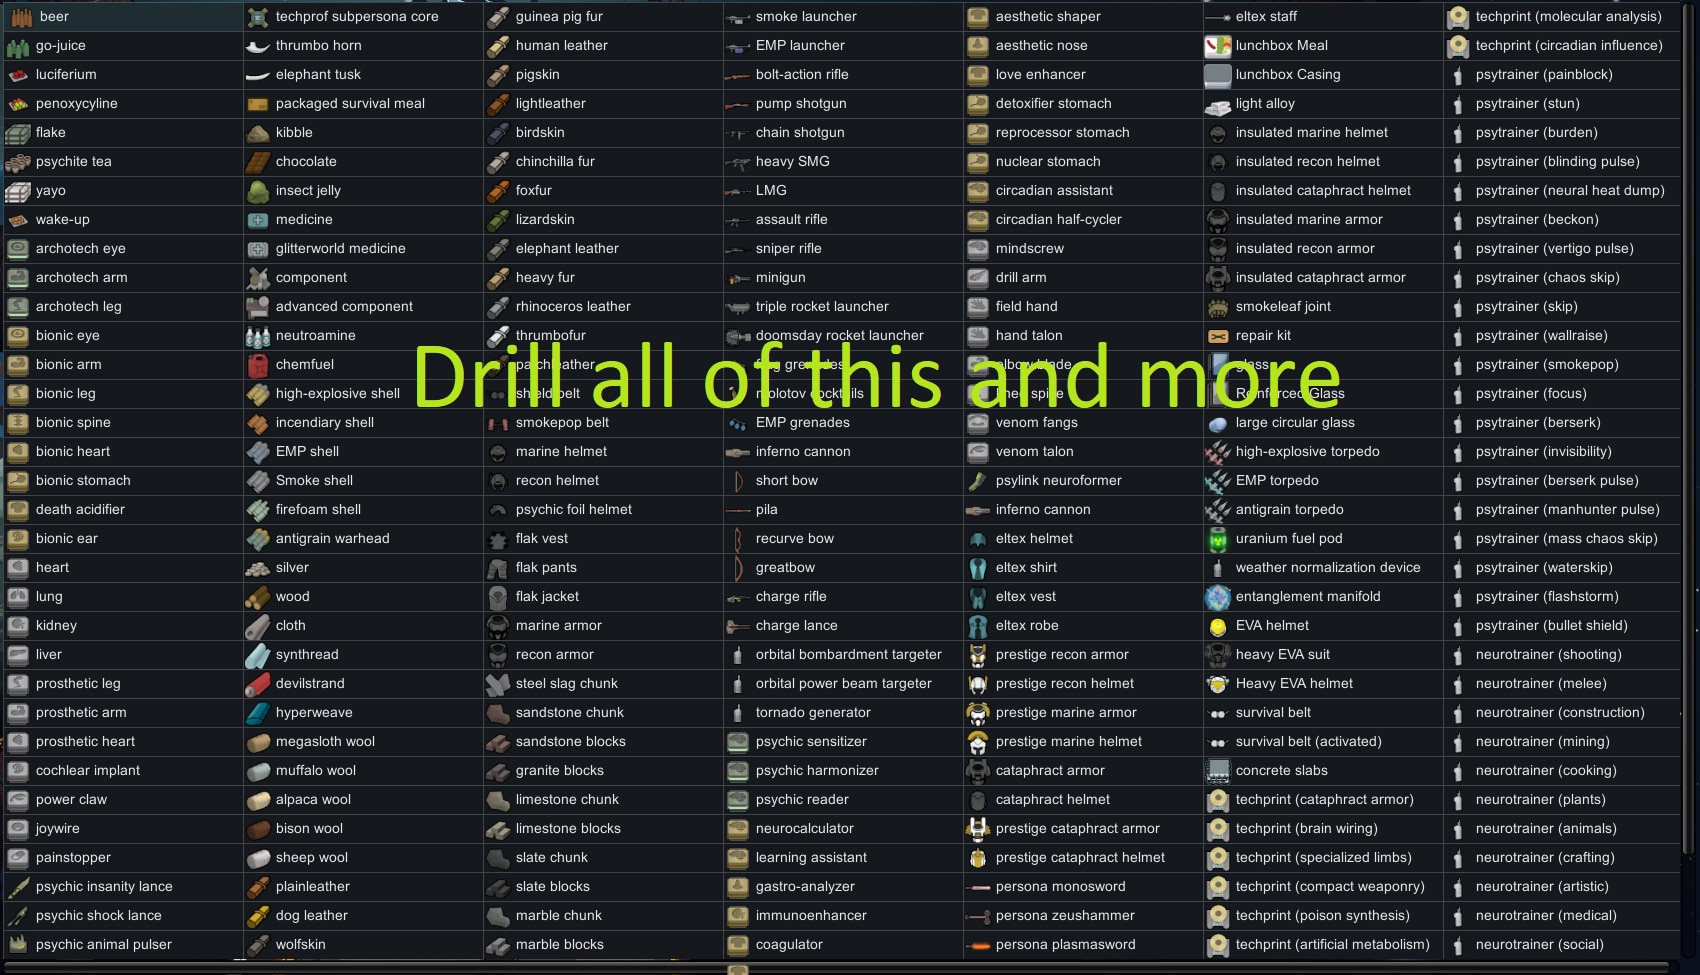 beer
go-juice
luciferium
penoxycyline
flake
psychite tea
yayo
wake-up
archotech eye
archotech arm
archotech leg
bionic eye
bionic arm
bionic leg
bionic spine
bionic heart
bionic stomach
death acidifier
bionic ear
heart
lung
kidney
liver
prosthetic leg
prosthetic arm
prosthetic heart
cochlear implant
power claw
joywire
painstopper
psychic insanity lance
psychic shock lance
psychic animal pulser
techprof subpersona core
thrumbo horn
elephant tusk
packaged survival meal
kibble
chocolate
insect jelly
medicine
glitterworld medicine
component
advanced component
neutroamine
chemfuel
high-explosive shell
incendiary shell
EMP shell
Smoke shell
firefoam shell
antigrain warhead
silver
wood
cloth
synthread
devilstrand
hyperweave
megasloth wool
muffalo wool
alpaca wool
bison wool
sheep wool
plainleather
dog leather
wolfskin
guinea pig fur
human leather
pigskin
lightleather
birdskin
chinchilla fur
foxfur
lizardskin
elephant leather
heavy fur
rhinoceros leather
thrumbofur
patchleather
shield belt
smokepop belt
marine helmet
recon helmet
psychic foil helmet
flak vest
flak pants
flak jacket
marine armor
recon armor
steel slag chunk
sandstone chunk
sandstone blocks
granite blocks
limestone chunk
limestone blocks
slate chunk
slate blocks
marble chunk
marble blocks
smoke launcher
EMP launcher
bolt-action rifle
pump shotgun
chain shotgun
heavy SMG
LMG
assault rifle
sniper rifle
minigun
triple rocket launcher
doomsday rocket launcher
grenades
molotov cocktails
EMP grenades
inferno cannon
short bow
pila
recurve bow
greatbow
charge rifle
charge lance
orbital bombardment targeter
orbital power beam targeter
tornado generator
psychic sensitizer
psychic harmonizer
psychic reader
neurocalculator
learning assistant
gastro-analyzer
immunoenhancer
coagulator
aesthetic shaper
aesthetic nose
love enhancer
detoxifier stomach
reprocessor stomach
nuclear stomach
circadian assistant
circadian half-cycler
mindscrew
drill arm
field hand
hand talon
elbow blade
knee spike
venom fangs
venom talon
psylink neuroformer
inferno cannon
eltex helmet
eltex shirt
eltex vest
eltex robe
prestige recon armor
prestige recon helmet
prestige marine armor
prestige marine helmet
cataphract armor
cataphract helmet
prestige cataphract armor
prestige cataphract helmet
persona monosword
persona zeushammer
persona plasmasword
eltex staff
lunchbox Meal
lunchbox Casing
light alloy
insulated marine helmet
insulated recon helmet
insulated cataphract helmet
insulated marine armor
insulated recon armor
insulated cataphract armor
smokeleaf joint
repair kit
glass
Reinforced Glass
large circular glass
high-explosive torpedo
EMP torpedo
antigrain torpedo
uranium fuel pod
weather normalization device
entanglement manifold
EVA helmet
heavy EVA suit
Heavy EVA helmet
survival belt
survival belt (activated)
concrete slabs
techprint (cataphract armor)
techprint (brain wiring)
techprint (specialized limbs)
techprint (compact weaponry)
techprint (poison synthesis)
techprint (artificial metabolism)
techprint (molecular analysis)
techprint (circadian influence)
psytrainer (painblock)
psytrainer (stun)
psytrainer (burden)
psytrainer (blinding pulse)
psytrainer (neural heat dump)
psytrainer (beckon)
psytrainer (vertigo pulse)
psytrainer (chaos skip)
psytrainer (skip)
psytrainer (wallraise)
psytrainer (smokepop)
psytrainer (focus)
psytrainer (berserk)
psytrainer (invisibility)
psytrainer (berserk pulse)
psytrainer (manhunter pulse)
psytrainer (mass chaos skip)
psytrainer (waterskip)
psytrainer (flashstorm)
psytrainer (bullet shield)
neurotrainer (shooting)
neurotrainer (melee)
neurotrainer (construction)
neurotrainer (mining)
neurotrainer (cooking)
neurotrainer (plants)
neurotrainer (animals)
neurotrainer (crafting)
neurotrainer (artistic)
neurotrainer (medical)
neurotrainer (social)
Drill all of this and more